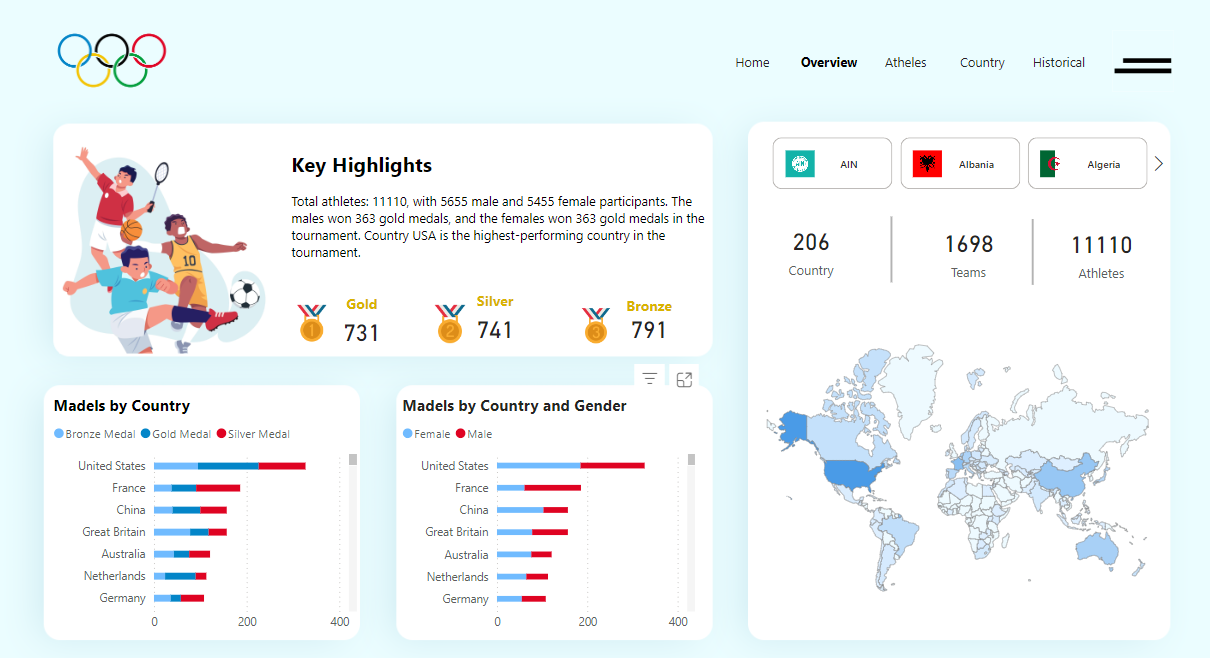 Home
Overview
Atheles
Country
Historical
Key Highlights
Total athletes: 11110, with 5655 male and 5455 female participants. The
males won 363 gold medals, and the females won 363 gold medals in the
tournament. Country USA is the highest-performing country in the
tournament.
10
1
Gold
731
2
Silver
741
3
Bronze
791
AIN
AIN
Albania
Algeria
206
Country
1698
Teams
11110
Athletes
Madels by Country
Bronze Medal
Gold Medal
Silver Medal
United States
France
China
Great Britain
Australia
Netherlands
Germany
0
200
400
Madels by Country and Gender
Female
Male
United States
France
China
Great Britain
Australia
Netherlands
Germany
0
200
400